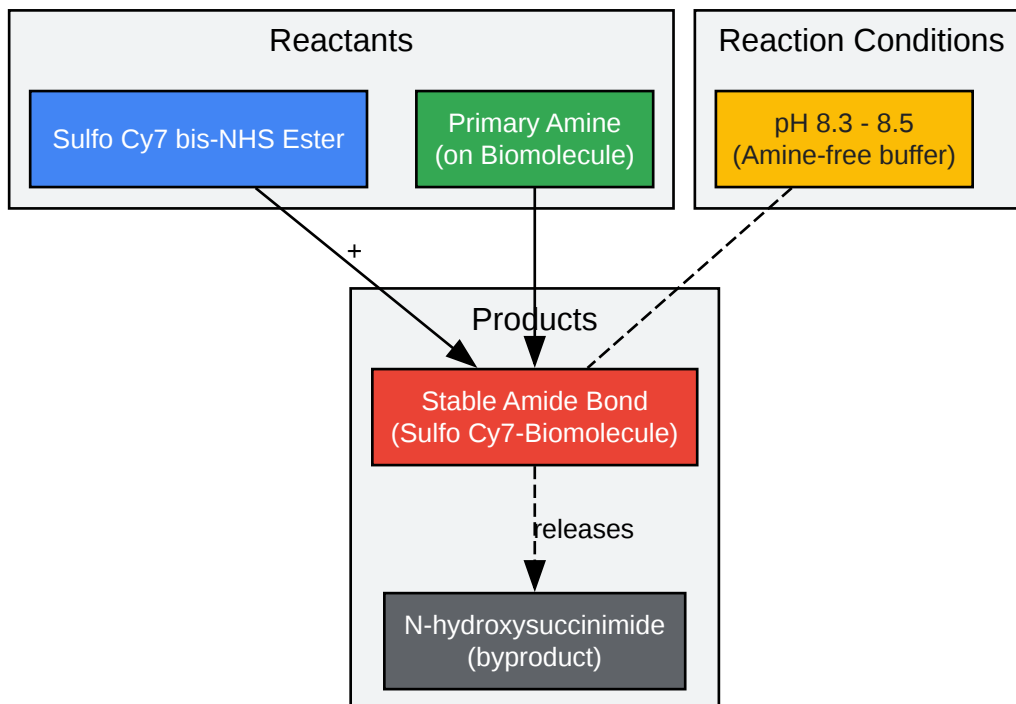 Reactants
Reaction Conditions
Sulfo Cy7 bis-NHS Ester
Primary Amine
(on Biomolecule)
pH 8.3 - 8.5
(Amine-free buffer)
+
Products
Stable Amide Bond
(Sulfo Cy7-Biomolecule)
releases
N-hydroxysuccinimide
(byproduct)